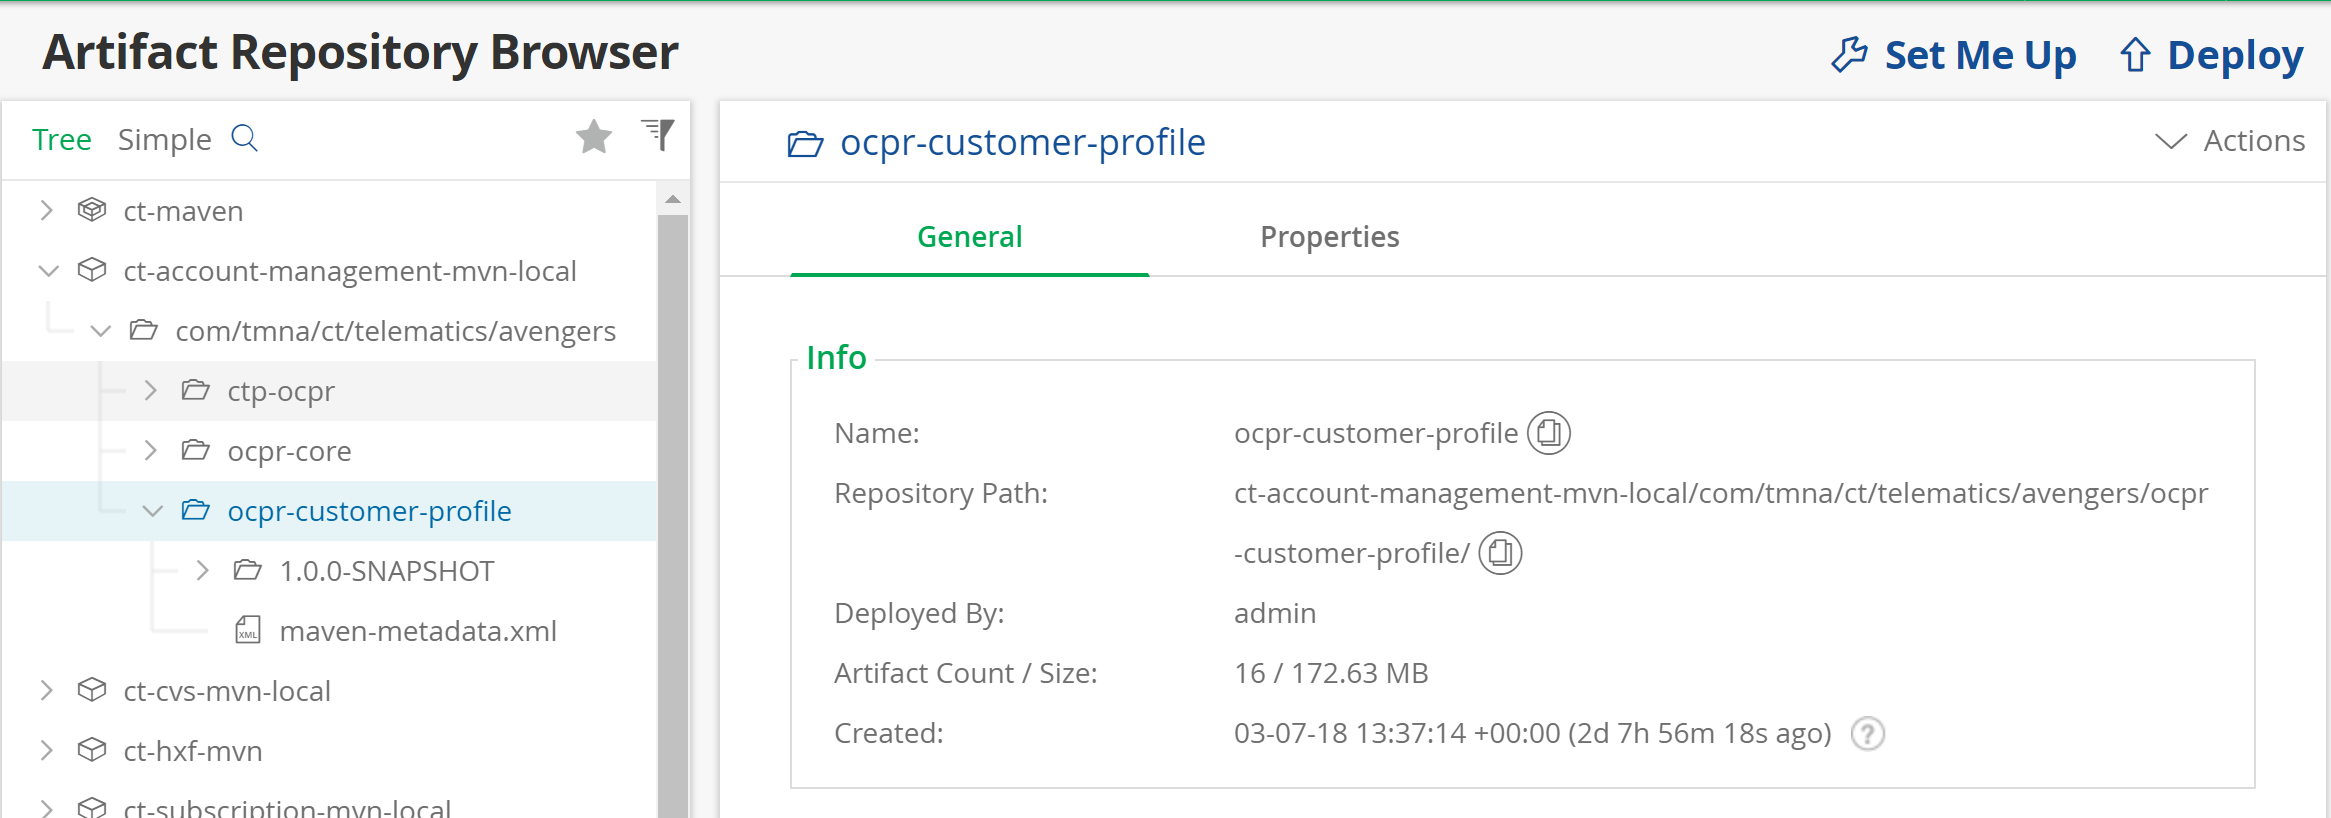 Artifact Repository Browser
Set Me Up
Deploy
Tree Simple
ct-maven
ct-account-management-mvn-local
com/tmna/ct/telematics/avengers
ctp-ocpr
ocpr-core
ocpr-customer-profile
1.0.0-SNAPSHOT
XML maven-metadata.xml
ct-cvs-mvn-local
ct-hxf-mvn
ct-subscription-mvn-local
ocpr-customer-profile
Actions
General Properties
Info
Name: ocpr-customer-profile
Repository Path: ct-account-management-mvn-local/com/tmna/ct/telematics/avengers/ocpr
-customer-profile/
Deployed By: admin
Artifact Count / Size: 16 / 172.63 MB
Created: 03-07-18 13:37:14 +00:00 (2d 7h 56m 18s ago) ?